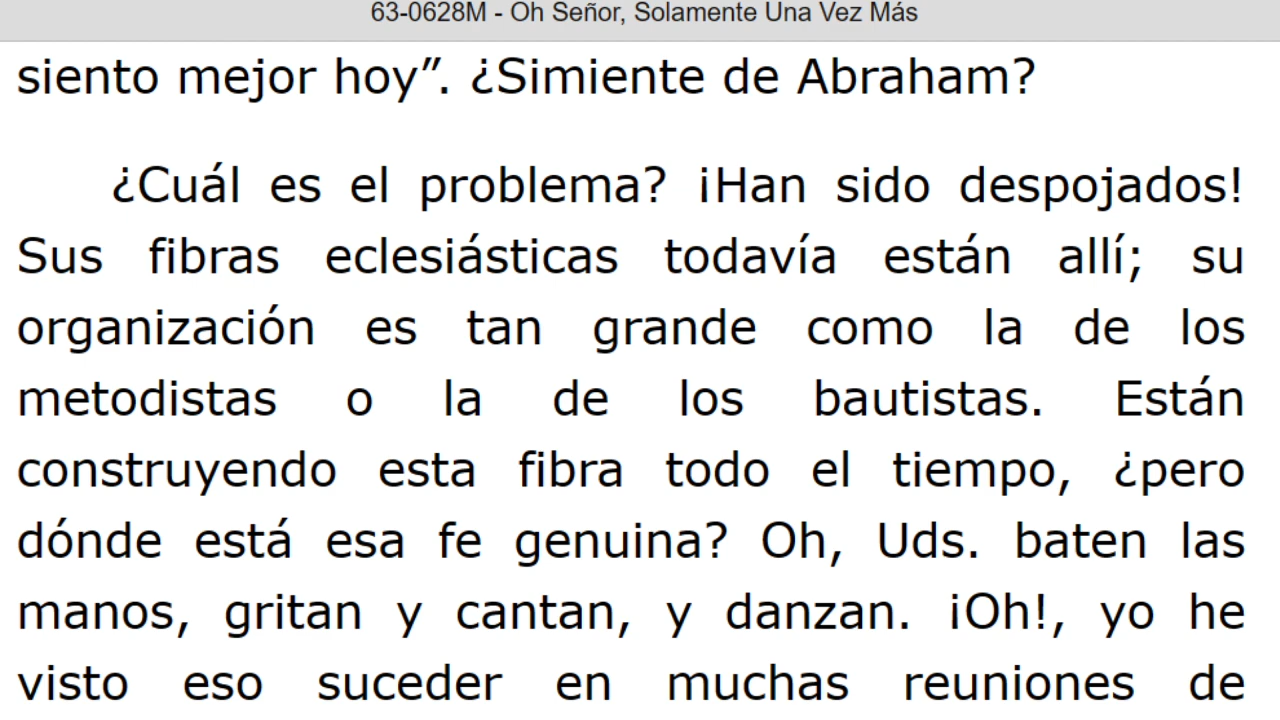 63-0628M - Oh Señor, Solamente Una Vez Más
siento mejor hoy”. ¿Simiente de Abraham?
¿Cuál es el problema? ¡Han sido despojados!
Sus fibras eclesiásticas todavía están allí; su
organización es tan grande como la de los
metodistas o la de los bautistas. Están
construyendo esta fibra todo el tiempo, ¿pero
dónde está esa fe genuina? Oh, Uds. baten las
manos, gritan y cantan, y danzan. ¡Oh!, yo he
visto eso suceder en muchas reuniones de